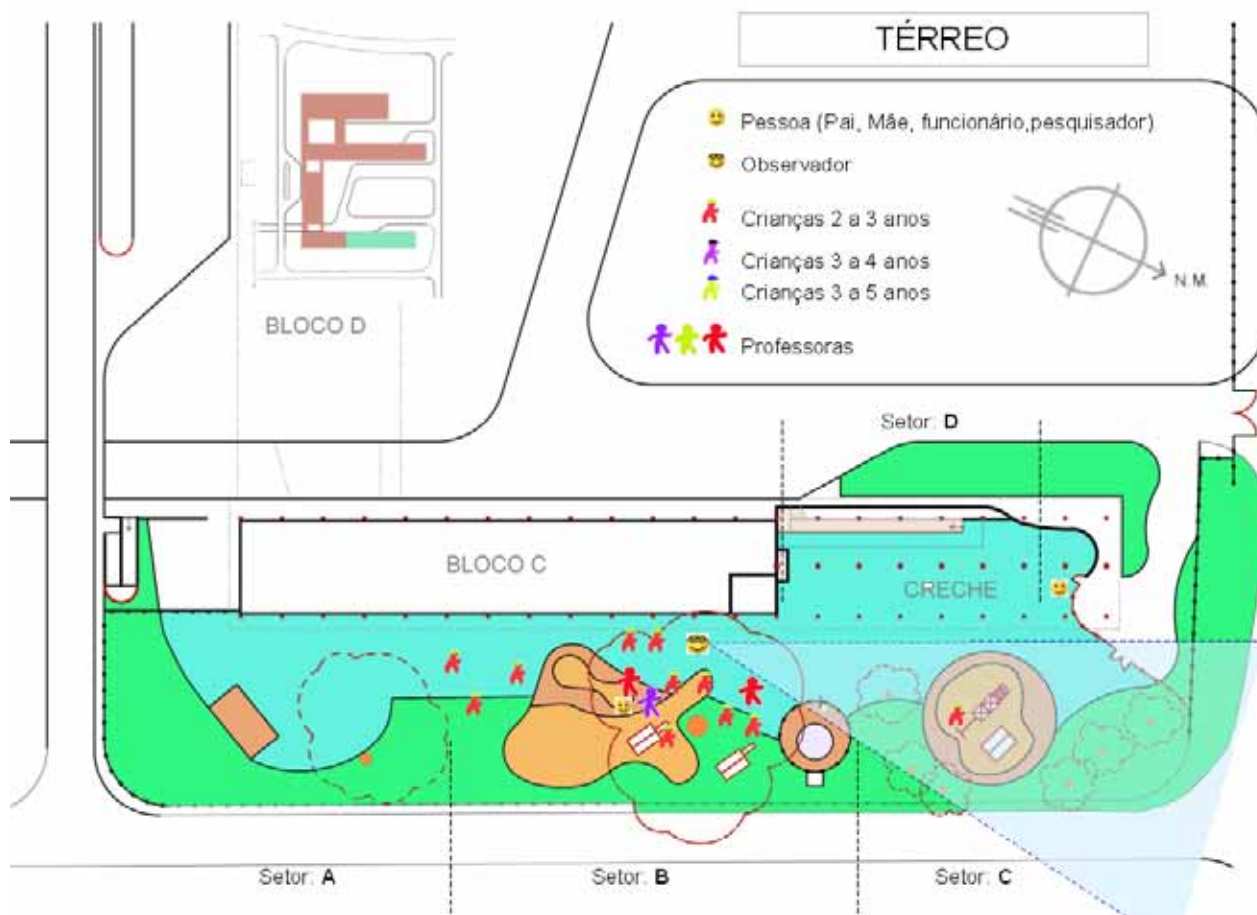 TÉRREO
Pessoa (Pai, Mãe, funcionário,pesquisador)
Observador
Crianças 2 a 3 anos
Crianças 3 a 4 anos
Crianças 3 a 5 anos
Professoras
N.M.
BLOCO D
Setor: D
BLOCO C
CRECHE
Setor: A
Setor: B
Setor: C